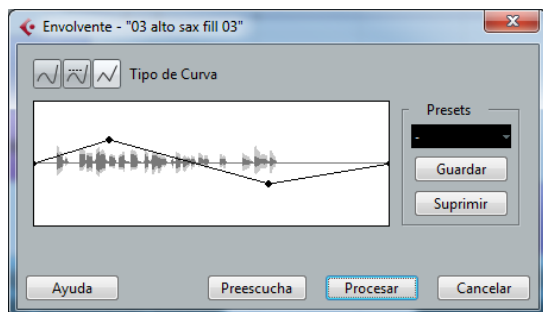 Envolvente - "03 alto sax fill 03"
Tipo de Curva
Presets
-
Guardar
Suprimir
Ayuda
Preescucha
Procesar
Cancelar